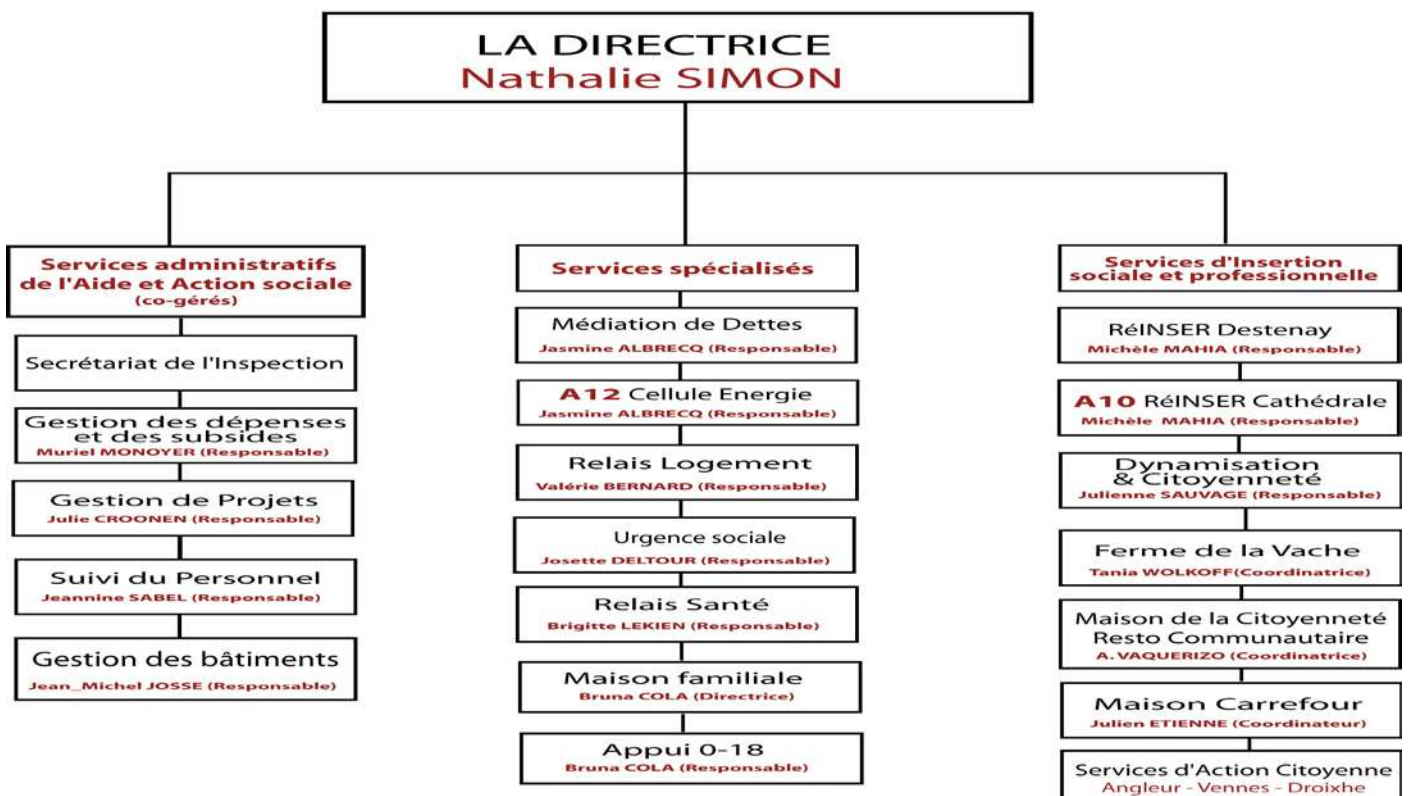 LA DIRECTRICE
Nathalie SIMON
Services administratifs
de l'Aide et Action sociale
(co-gérés)
Secrétariat de l'Inspection
Gestion des dépenses
et des subsides
Muriel MONOYER (Responsable)
Gestion de Projets
Julie CROONEN (Responsable)
Suivi du Personnel
Jeannine SABEL (Responsable)
Gestion des bâtiments
Jean_Michel JOSSE (Responsable)
Services spécialisés
Médiation de Dettes
Jasmine ALBRECQ (Responsable)
A12 Cellule Energie
Jasmine ALBRECQ (Responsable)
Relais Logement
Valérie BERNARD (Responsable)
Urgence sociale
Josette DELTOUR (Responsable)
Relais Santé
Brigitte LEKIEN (Responsable)
Maison familiale
Bruna COLA (Directrice)
Appui 0-18
Bruna COLA (Responsable)
Services d'Insertion
sociale et professionnelle
RéINSER Destenay
Michèle MAHIA (Responsable)
A10 RéINSER Cathédrale
Michèle MAHIA (Responsable)
Dynamisation
& Citoyenneté
Julienne SAUVAGE (Responsable)
Ferme de la Vache
Tania WOLKOFF(Coordinatrice)
Maison de la Citoyenneté
Resto Communautaire
A. VAQUERIZO (Coordinatrice)
Maison Carrefour
Julien ETIENNE (Coordinateur)
Services d'Action Citoyenne
Angleur - Vennes - Droixhe